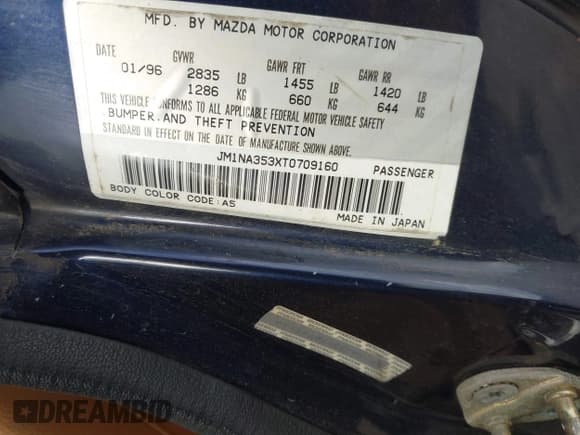 MFD. BY MAZDA MOTOR CORPORATION
DATE GVWR GAWR FRT GAWR RR
01/96 2835 LB 1455 LB 1420 LB
1286 KG 660 KG 644 KG
THIS VEHICLE CONFORMS TO ALL APPLICABLE FEDERAL MOTOR VEHICLE SAFETY
BUMPER,AND THEFT PREVENTION
STANDARD IN EFFECT ON THE DATE OF MANUFACTURE SHOWN ABOVE.
JM1NA353XT0709160 PASSENGER
BODY COLOR CODE:A5 MADE IN JAPAN
DREAMBID